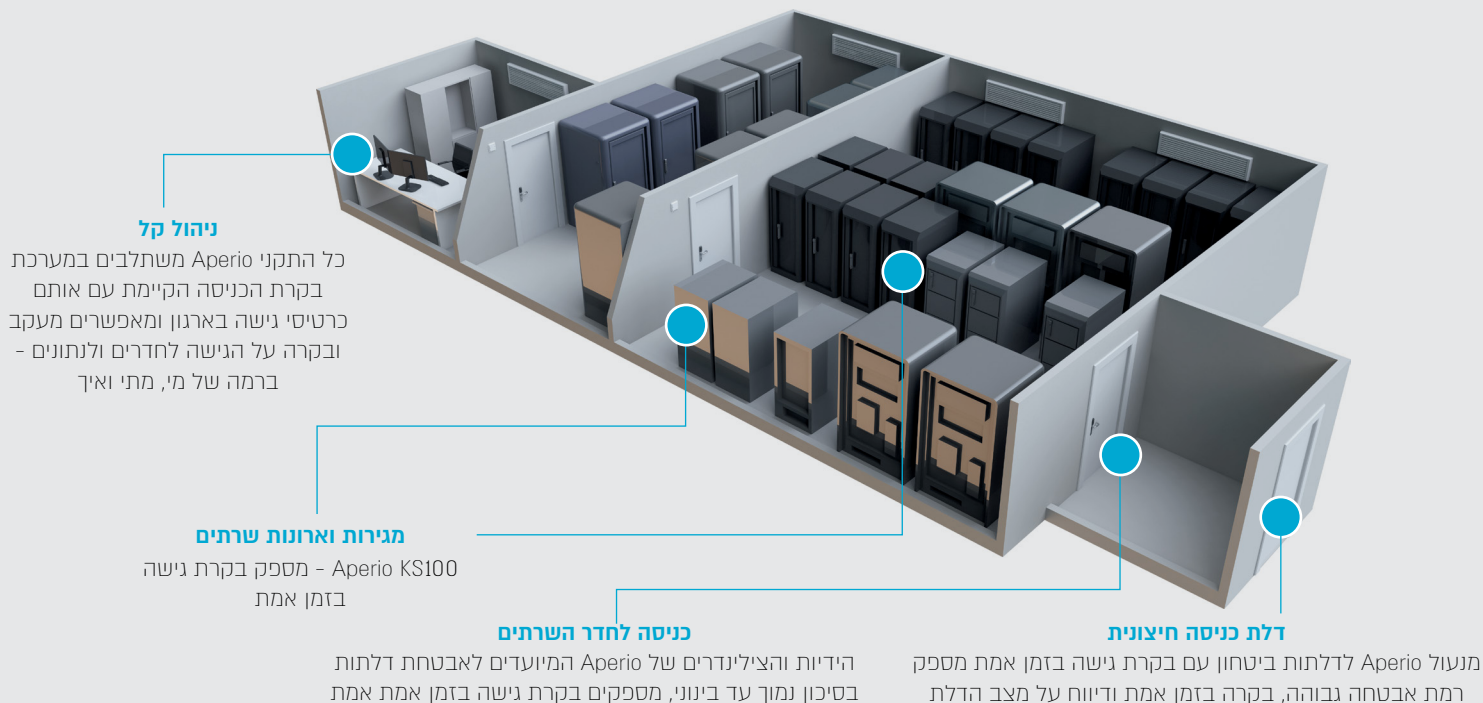 ניהול קל
כל התקני Aperio משתלבים במערכת
בקרת הכניסה הקיימת עם אותם
כרטיסי גישה בארגון ומאפשרים מעקב
ובקרה על הגישה לחדרים ולנתונים -
ברמה של מי, מתי ואיך
מגירות וארונות שרתים
Aperio KS100 - מספק בקרת גישה
בזמן אמת
דלת כניסה חיצונית
מנעול Aperio לדלתות ביטחון עם בקרת גישה בזמן אמת מספק
רמת אבטחה גבוהה, בקרה בזמן אמת ודיווח על מצב הדלת
כניסה לחדר השרתים
הידיות והצילינדרים של Aperio המיועדים לאבטחת דלתות
בסיכון נמוך עד בינוני, מספקים בקרת גישה בזמן אמת אמת